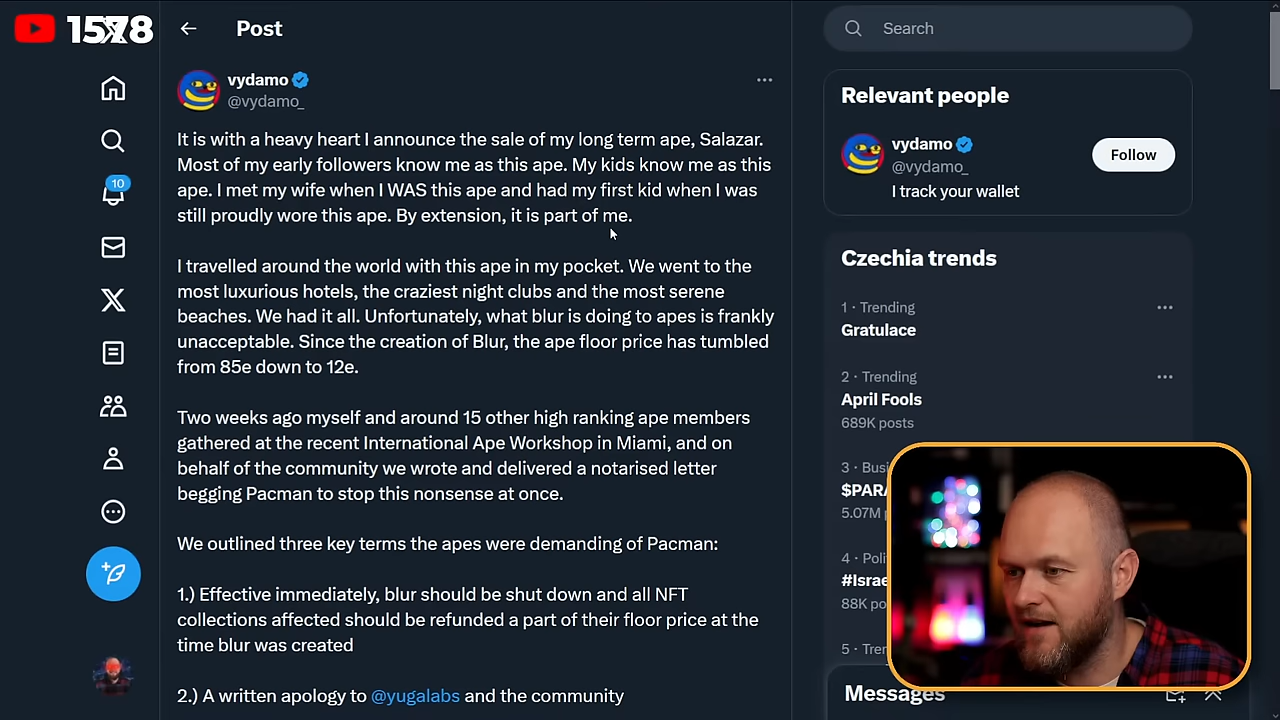 Post
Search
vydamo
@vydamo_
It is with a heavy heart I announce the sale of my long term ape, Salazar.
Most of my early followers know me as this ape. My kids know me as this
ape. I met my wife when I WAS this ape and had my first kid when I was
still proudly wore this ape. By extension, it is part of me.
I travelled around the world with this ape in my pocket. We went to the
most luxurious hotels, the craziest night clubs and the most serene
beaches. We had it all. Unfortunately, what blur is doing to apes is frankly
unacceptable. Since the creation of Blur, the ape floor price has tumbled
from 85e down to 12e.
Two weeks ago myself and around 15 other high ranking ape members
gathered at the recent International Ape Workshop in Miami, and on
behalf of the community we wrote and delivered a notarised letter
begging Pacman to stop this nonsense at once.
We outlined three key terms the apes were demanding of Pacman:
1.) Effective immediately, blur should be shut down and all NFT
collections affected should be refunded a part of their floor price at the
time blur was created
2.) A written apology to @yugalabs and the community
10
Relevant people
vydamo
@vydamo_
Follow
I track your wallet
Czechia trends
1 · Trending
Gratulace
2 · Trending
April Fools
689K posts
3 · Busi
$PARA
5.07M p
4 · Poli
#Israe
88K po
5 · Tre
Messages